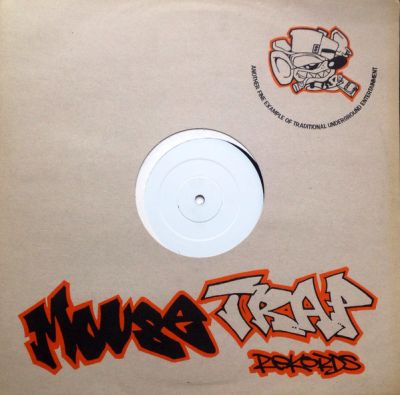 ANOTHER FINE EXAMPLE OF TRADITIONAL UNDERGROUND ENTERTAINMENT
MOUSE TRAP
REKORDS